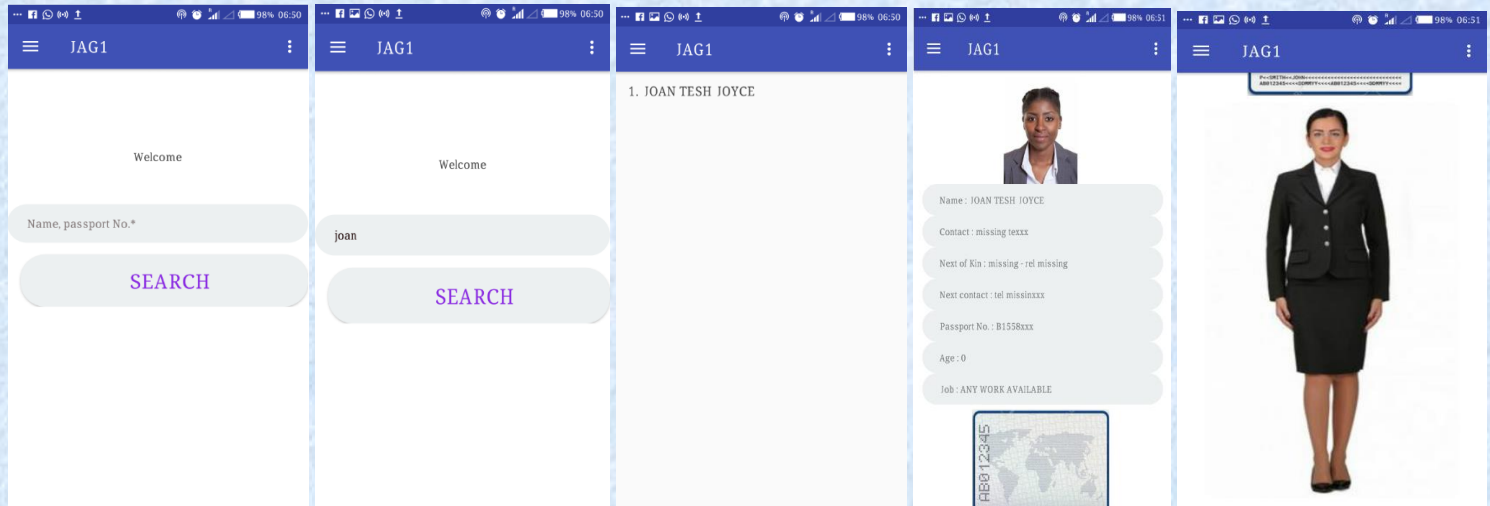 98% 06:50
JAG1
Welcome
Name, passport No.*
SEARCH
98% 06:50
JAG1
Welcome
joan
SEARCH
98% 06:50
JAG1
1. JOAN TESH JOYCE
98% 06:51
JAG1
Name : JOAN TESH JOYCE
Contact : missing texxx
Next of Kin : missing - rel missing
Next contact : tel missinxxx
Passport No. : B1558xxx
Age : 0
Job : ANY WORK AVAILABLE
AB012345
98% 06:51
JAG1